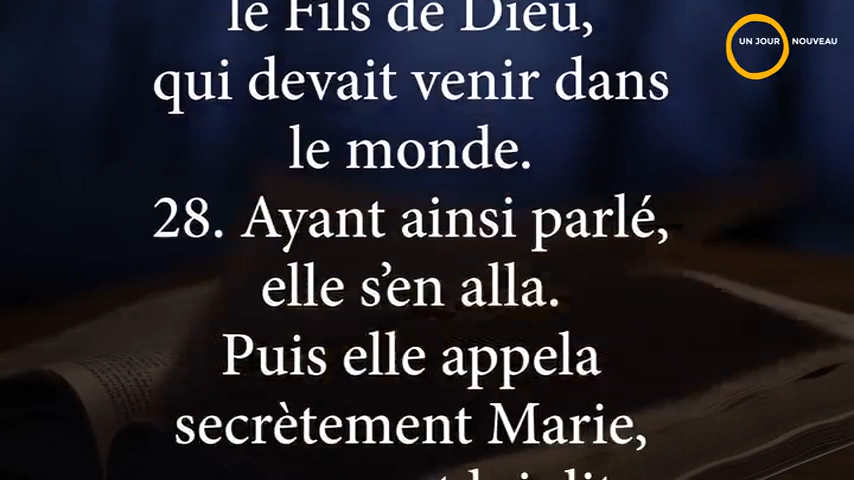 le Fils de Dieu,
qui devait venir dans
le monde.
28. Ayant ainsi parlé,
elle s’en alla.
Puis elle appela
secrètement Marie,
UN JOUR NOUVEAU